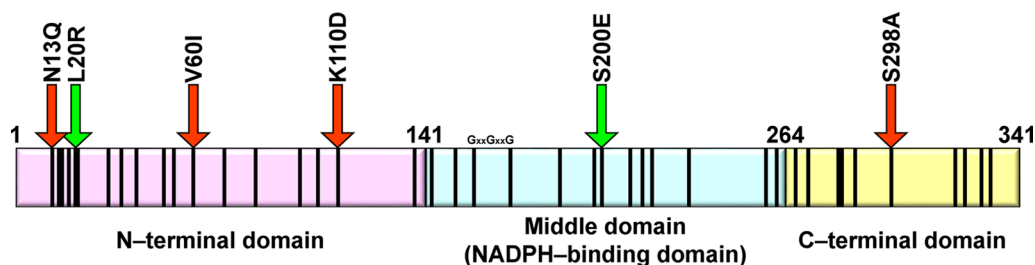 N13Q
L20R
V60I
K110D
S200E
S298A
1
141
GxxGxxG
264
341
N–terminal domain
Middle domain
(NADPH–binding domain)
C–terminal domain